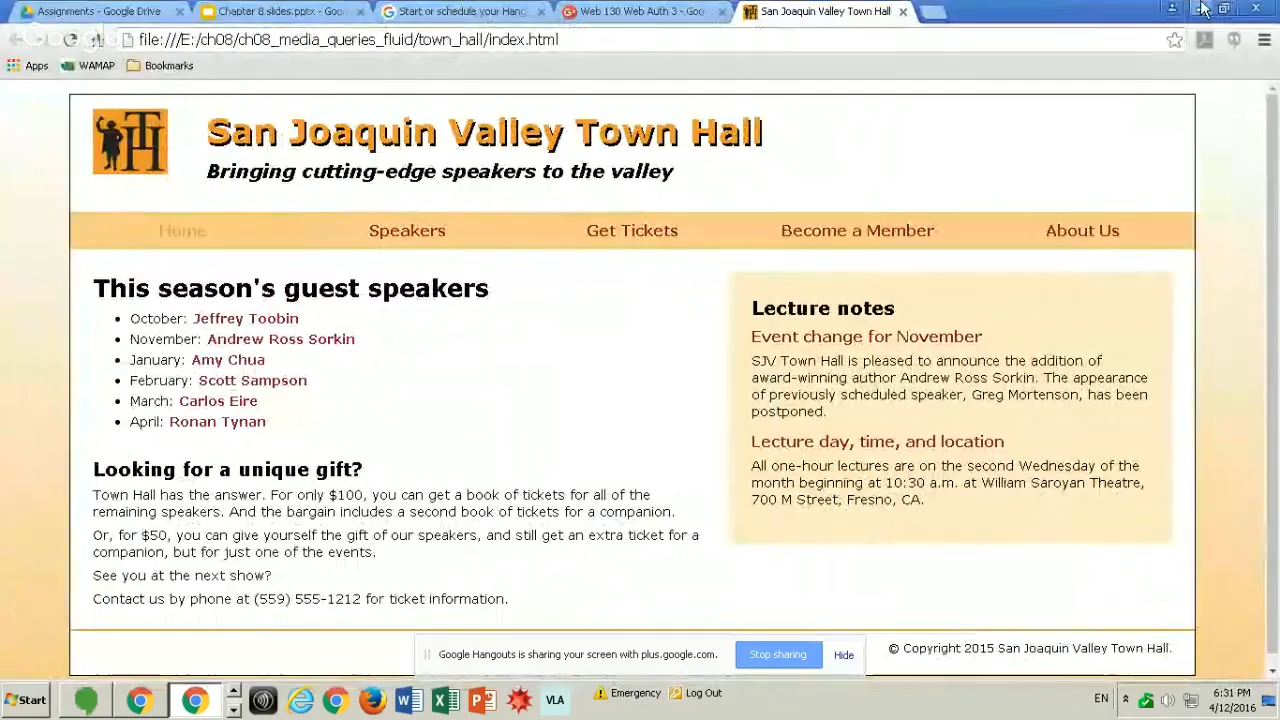 Assignments - Google Drive
Chapter 8 slides.pptx - Goo
Start or schedule your Hang
Web 130 Web Auth 3 - Goo
San Joaquin Valley Town Hall
file:///E:/ch08/ch08_media_queries_fluid/town_hall/index.html
Apps
WAMAP
Bookmarks
TH
San Joaquin Valley Town Hall
Bringing cutting-edge speakers to the valley
Home
Speakers
Get Tickets
Become a Member
About Us
This season's guest speakers
October: Jeffrey Toobin
November: Andrew Ross Sorkin
January: Amy Chua
February: Scott Sampson
March: Carlos Eire
April: Ronan Tynan
Looking for a unique gift?
Town Hall has the answer. For only $100, you can get a book of tickets for all of the
remaining speakers. And the bargain includes a second book of tickets for a companion.
Or, for $50, you can give yourself the gift of our speakers, and still get an extra ticket for a
companion, but for just one of the events.
See you at the next show?
Contact us by phone at (559) 555-1212 for ticket information.
Lecture notes
Event change for November
SJV Town Hall is pleased to announce the addition of
award-winning author Andrew Ross Sorkin. The appearance
of previously scheduled speaker, Greg Mortenson, has been
postponed.
Lecture day, time, and location
All one-hour lectures are on the second Wednesday of the
month beginning at 10:30 a.m. at William Saroyan Theatre,
700 M Street, Fresno, CA.
Google Hangouts is sharing your screen with plus.google.com.
Stop sharing
Hide
© Copyright 2015 San Joaquin Valley Town Hall.
Start
VLA
Emergency
Log Out
EN
6:31 PM
4/12/2016